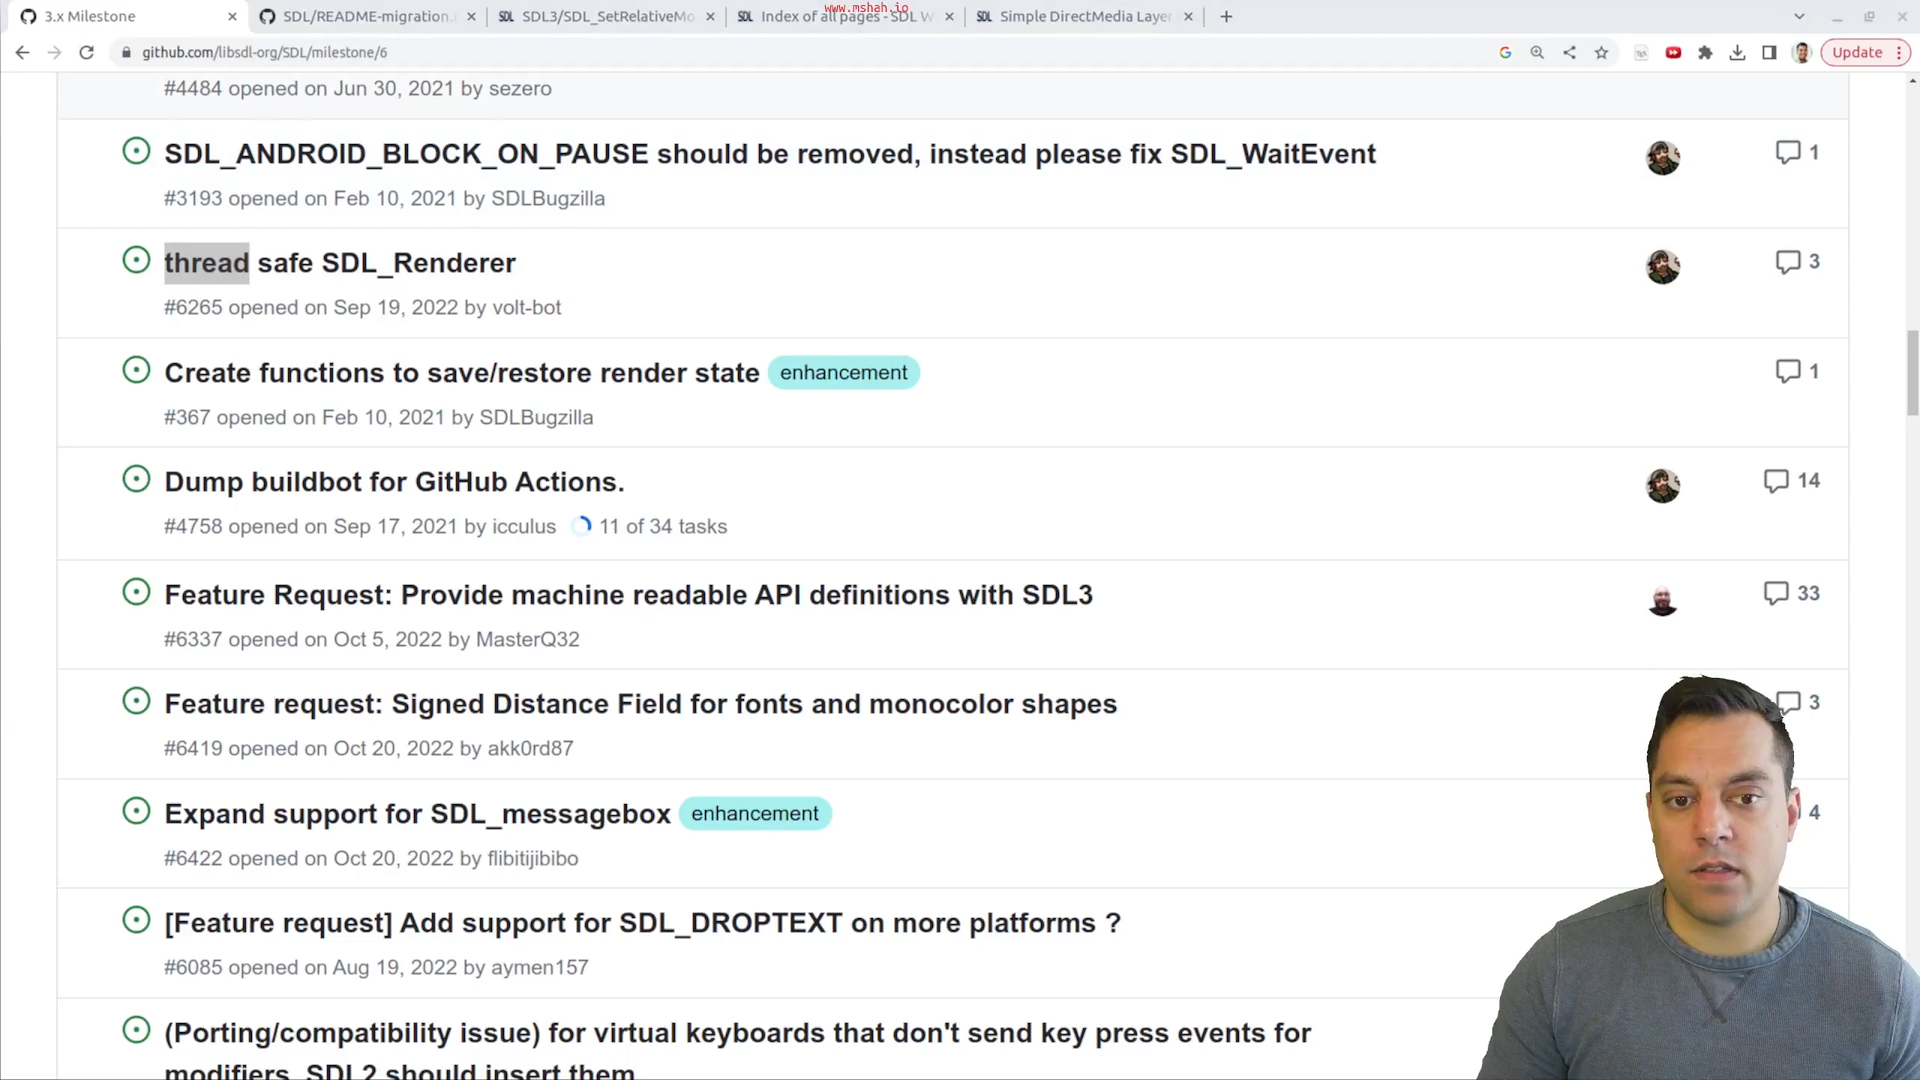 www.mshah.io
3.x Milestone
SDL/README-migration.
SDL SDL3/SDL_SetRelativeMo
SDL Index of all pages - SDL W
SDL Simple DirectMedia Layer
github.com/libsdl-org/SDL/milestone/6
Update
#4484 opened on Jun 30, 2021 by sezero
SDL_ANDROID_BLOCK_ON_PAUSE should be removed, instead please fix SDL_WaitEvent
1
#3193 opened on Feb 10, 2021 by SDLBugzilla
thread safe SDL_Renderer
3
#6265 opened on Sep 19, 2022 by volt-bot
Create functions to save/restore render state enhancement
1
#367 opened on Feb 10, 2021 by SDLBugzilla
Dump buildbot for GitHub Actions.
14
#4758 opened on Sep 17, 2021 by icculus 11 of 34 tasks
Feature Request: Provide machine readable API definitions with SDL3
33
#6337 opened on Oct 5, 2022 by MasterQ32
Feature request: Signed Distance Field for fonts and monocolor shapes
3
#6419 opened on Oct 20, 2022 by akk0rd87
Expand support for SDL_messagebox enhancement
4
#6422 opened on Oct 20, 2022 by flibitijibibo
[Feature request] Add support for SDL_DROPTEXT on more platforms ?
#6085 opened on Aug 19, 2022 by aymen157
(Porting/compatibility issue) for virtual keyboards that don't send key press events for
modifiers, SDL2 should insert them